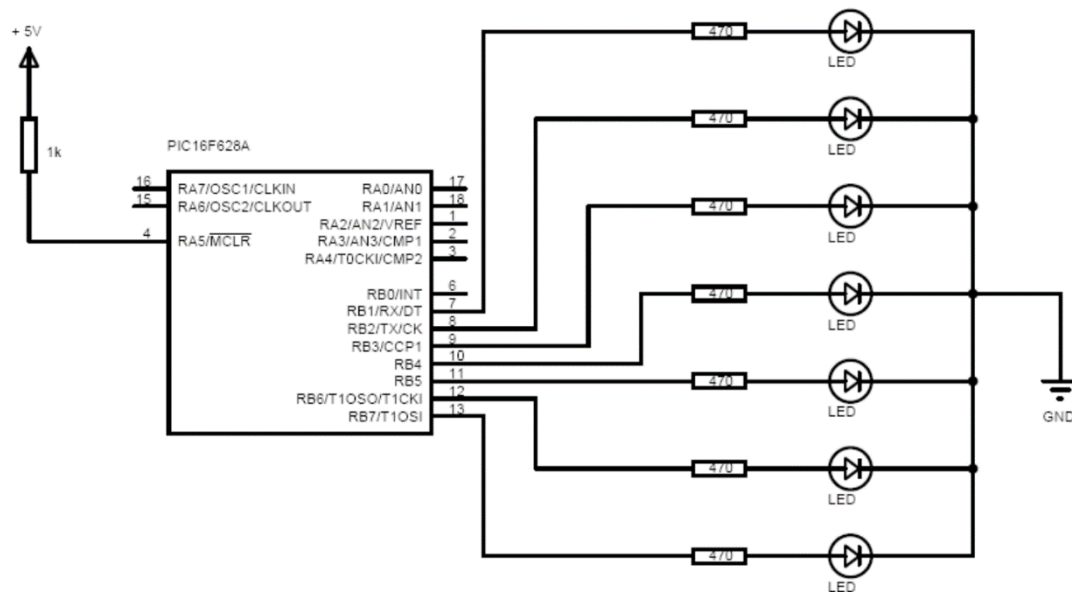 + 5V
1k
PIC16F628A
16 RA7/OSC1/CLKIN
15 RA6/OSC2/CLKOUT
4 RA5/MCLR
RA0/AN0 17
RA1/AN1 18
RA2/AN2/VREF 1
RA3/AN3/CMP1 2
RA4/T0CKI/CMP2 3
RB0/INT 6
RB1/RX/DT 7
RB2/TX/CK 8
RB3/CCP1 9
RB4 10
RB5 11
RB6/T1OSO/T1CKI 12
RB7/T1OSI 13
470
LED
470
LED
470
LED
470
LED
470
LED
470
LED
470
LED
GND